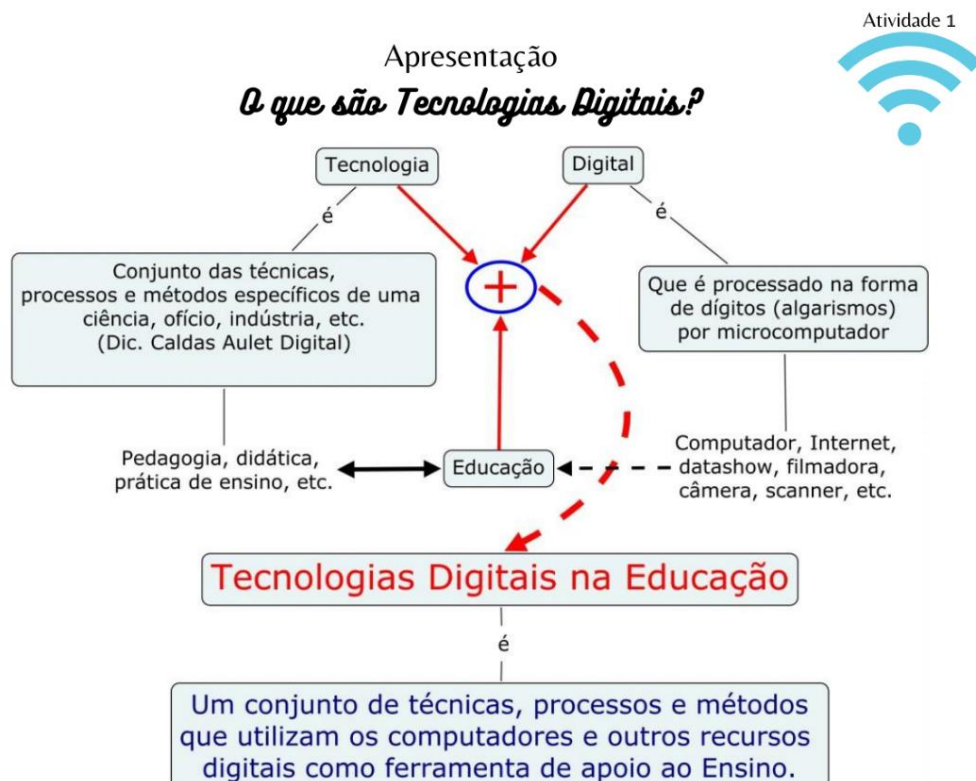 Atividade 1
Apresentação
O que são Tecnologias Digitais?
Tecnologia
Digital
é
é
Conjunto das técnicas,
processos e métodos específicos de uma
ciência, ofício, indústria, etc.
(Dic. Caldas Aulet Digital)
+
Que é processado na forma
de dígitos (algarismos)
por microcomputador
Pedagogia, didática,
prática de ensino, etc.
Educação
Computador, Internet,
datashow, filmadora,
câmera, scanner, etc.
Tecnologias Digitais na Educação
é
Um conjunto de técnicas, processos e métodos
que utilizam os computadores e outros recursos
digitais como ferramenta de apoio ao Ensino.